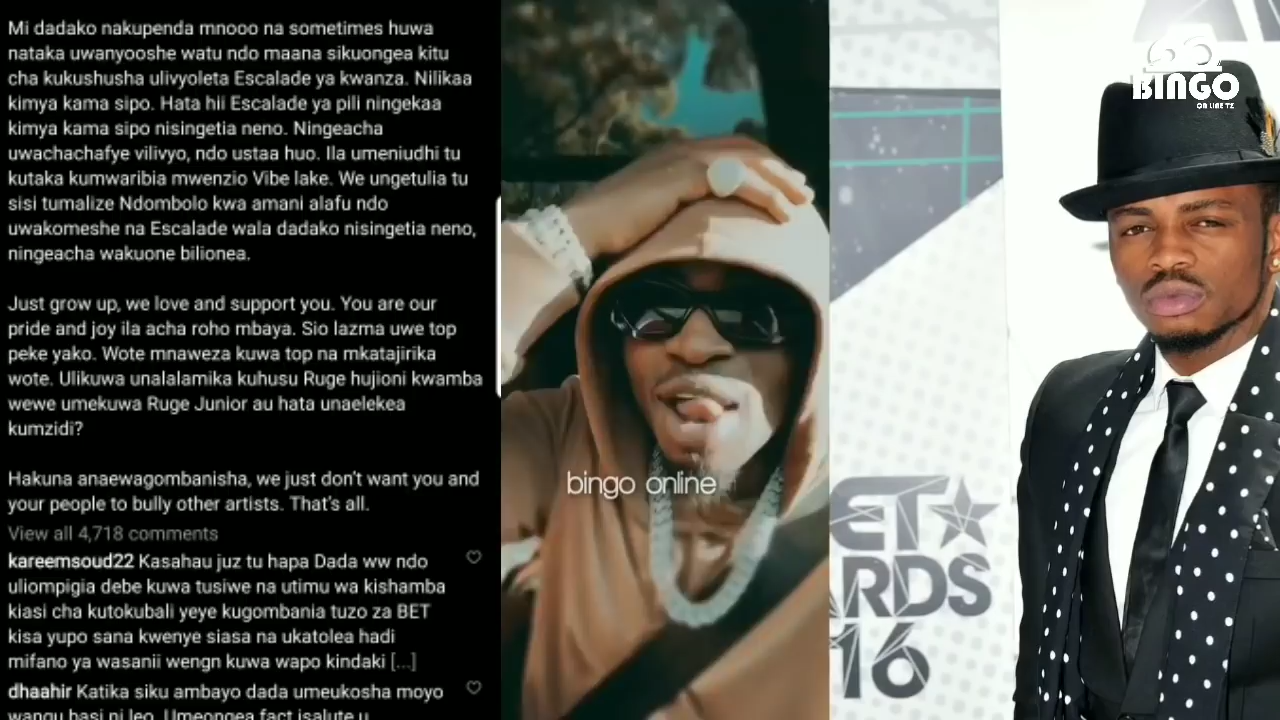 Mi dadako nakupenda mnooo na sometimes huwa
nataka uwanyooshe watu ndo maana sikuongea kitu
cha kukushusha ulivyoleta Escalade ya kwanza. Nilikaa
kimya kama sipo. Hata hii Escalade ya pili ningekaa
kimya kama sipo nisingetia neno. Ningeacha
uwachachafye vilivyo, ndo ustaa huo. Ila umeniudhi tu
kutaka kumwaribia mwenzio Vibe lake. We ungetulia tu
sisi tumalize Ndombolo kwa amani alafu ndo
uwakomeshe na Escalade wala dadako nisingetia neno,
ningeacha wakuone bilionea.
Just grow up, we love and support you. You are our
pride and joy ila acha roho mbaya. Sio lazma uwe top
peke yako. Wote mnaweza kuwa top na mkatajirika
wote. Ulikuwa unalalamika kuhusu Ruge hujioni kwamba
wewe umekuwa Ruge Junior au hata unaelekea
kumzidi?
Hakuna anaewagombanisha, we just don't want you and
your people to bully other artists. That's all.
View all 4,718 comments
kareemsoud22 Kasahau juz tu hapa Dada ww ndo
uliompigia debe kuwa tusiwe na utimu wa kishamba
kiasi cha kutokubali yeye kugombania tuzo za BET
kisa yupo sana kwenye siasa na ukatolea hadi
mifano ya wasanii wengn kuwa wapo kindaki [...]
dhaahir Katika siku ambayo dada umeukosha moyo
wangu basi ni leo. Umeongea fact isalute u
bingo online
ET
ARDS
16
BINGO
ONLINE TZ